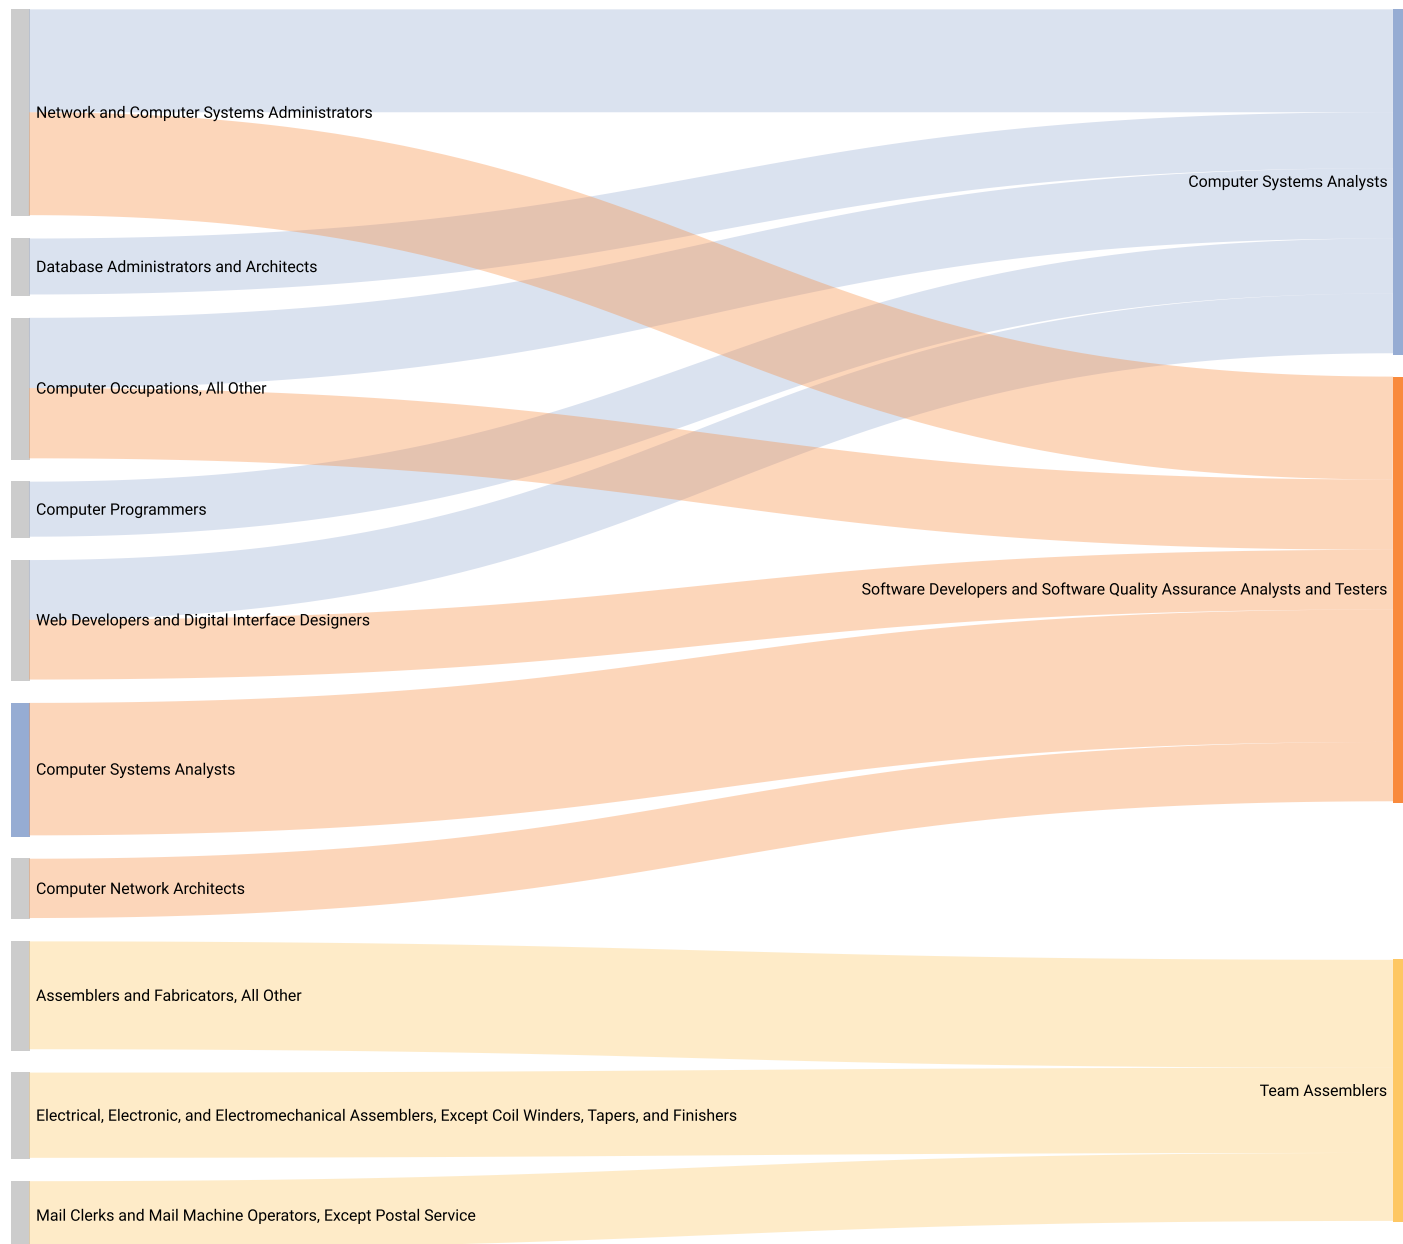 Network and Computer Systems Administrators
Computer Systems Analysts
Database Administrators and Architects
Computer Occupations, All Other
Computer Programmers
Software Developers and Software Quality Assurance Analysts and Testers
Web Developers and Digital Interface Designers
Computer Systems Analysts
Computer Network Architects
Assemblers and Fabricators, All Other
Team Assemblers
Electrical, Electronic, and Electromechanical Assemblers, Except Coil Winders, Tapers, and Finishers
Mail Clerks and Mail Machine Operators, Except Postal Service